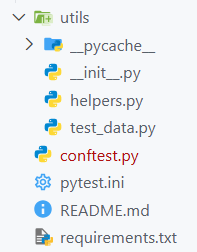 utils
__pycache__
__init__.py
helpers.py
test_data.py
conftest.py
pytest.ini
README.md
requirements.txt